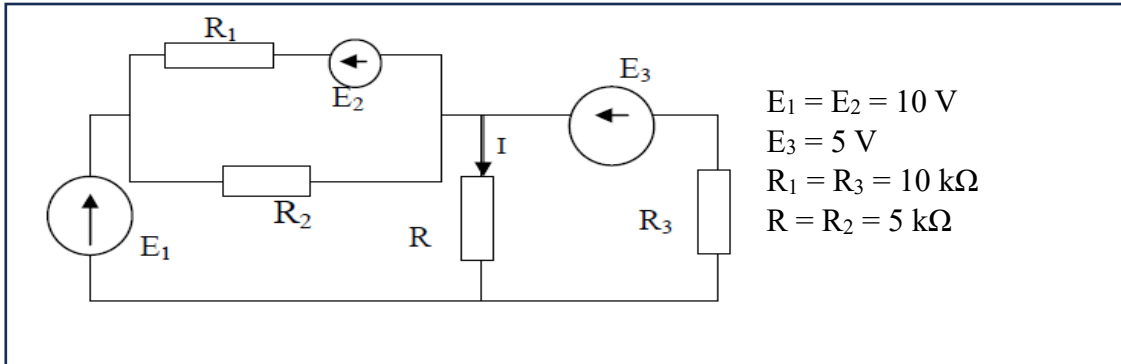 R₁
E₂
E₃
R₂
I
E₁
R
R₃
E₁ = E₂ = 10 V
E₃ = 5 V
R₁ = R₃ = 10 kΩ
R = R₂ = 5 kΩ